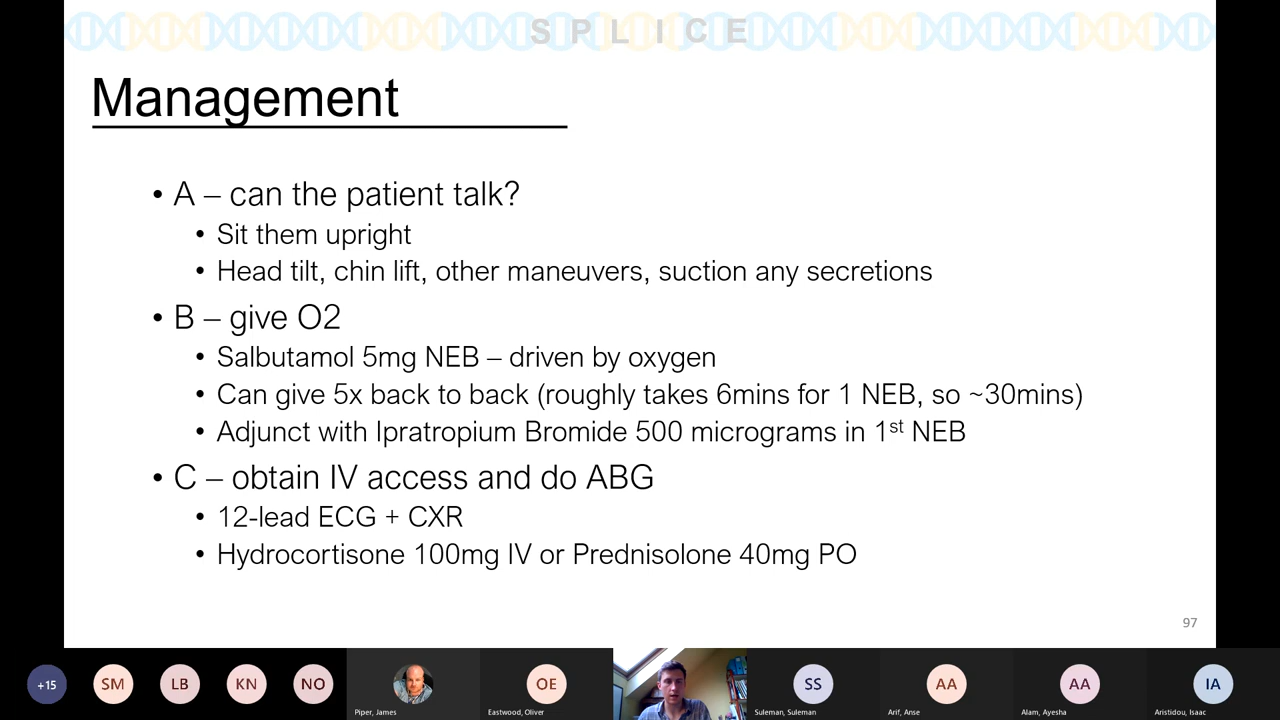 S P L I C E
Management
• A – can the patient talk?
• Sit them upright
• Head tilt, chin lift, other maneuvers, suction any secretions
• B – give O2
• Salbutamol 5mg NEB – driven by oxygen
• Can give 5x back to back (roughly takes 6mins for 1 NEB, so ~30mins)
• Adjunct with Ipratropium Bromide 500 micrograms in 1st NEB
• C – obtain IV access and do ABG
• 12-lead ECG + CXR
• Hydrocortisone 100mg IV or Prednisolone 40mg PO
97
+15 SM LB KN NO OE SS AA AA IA
Piper, James Eastwood, Oliver Suleman, Suleman Arif, Anse Alam, Ayesha Aristidou, Isaac